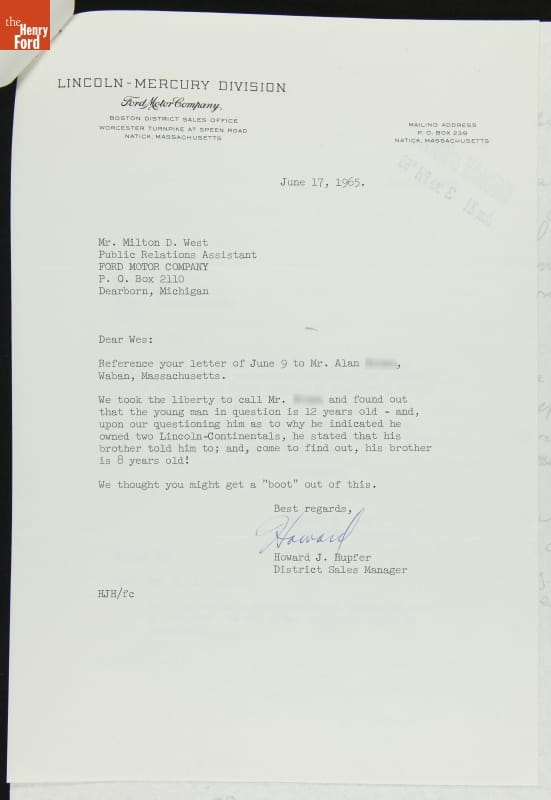 the
Henry
Ford
LINCOLN-MERCURY DIVISION
Ford Motor Company,
BOSTON DISTRICT SALES OFFICE
WORCESTER TURNPIKE AT SPEEN ROAD
NATICK, MASSACHUSETTS
MAILING ADDRESS
P. O. BOX 239
NATICK, MASSACHUSETTS
June 17, 1965.
Mr. Milton D. West
Public Relations Assistant
FORD MOTOR COMPANY
P. O. Box 2110
Dearborn, Michigan
Dear Wes:
Reference your letter of June 9 to Mr. Alan ,
Waban, Massachusetts.
We took the liberty to call Mr. and found out
that the young man in question is 12 years old - and,
upon our questioning him as to why he indicated he
owned two Lincoln-Continentals, he stated that his
brother told him to; and, come to find out, his brother
is 8 years old!
We thought you might get a "boot" out of this.
Best regards,
Howard
Howard J. Hupfer
District Sales Manager
HJH/fc